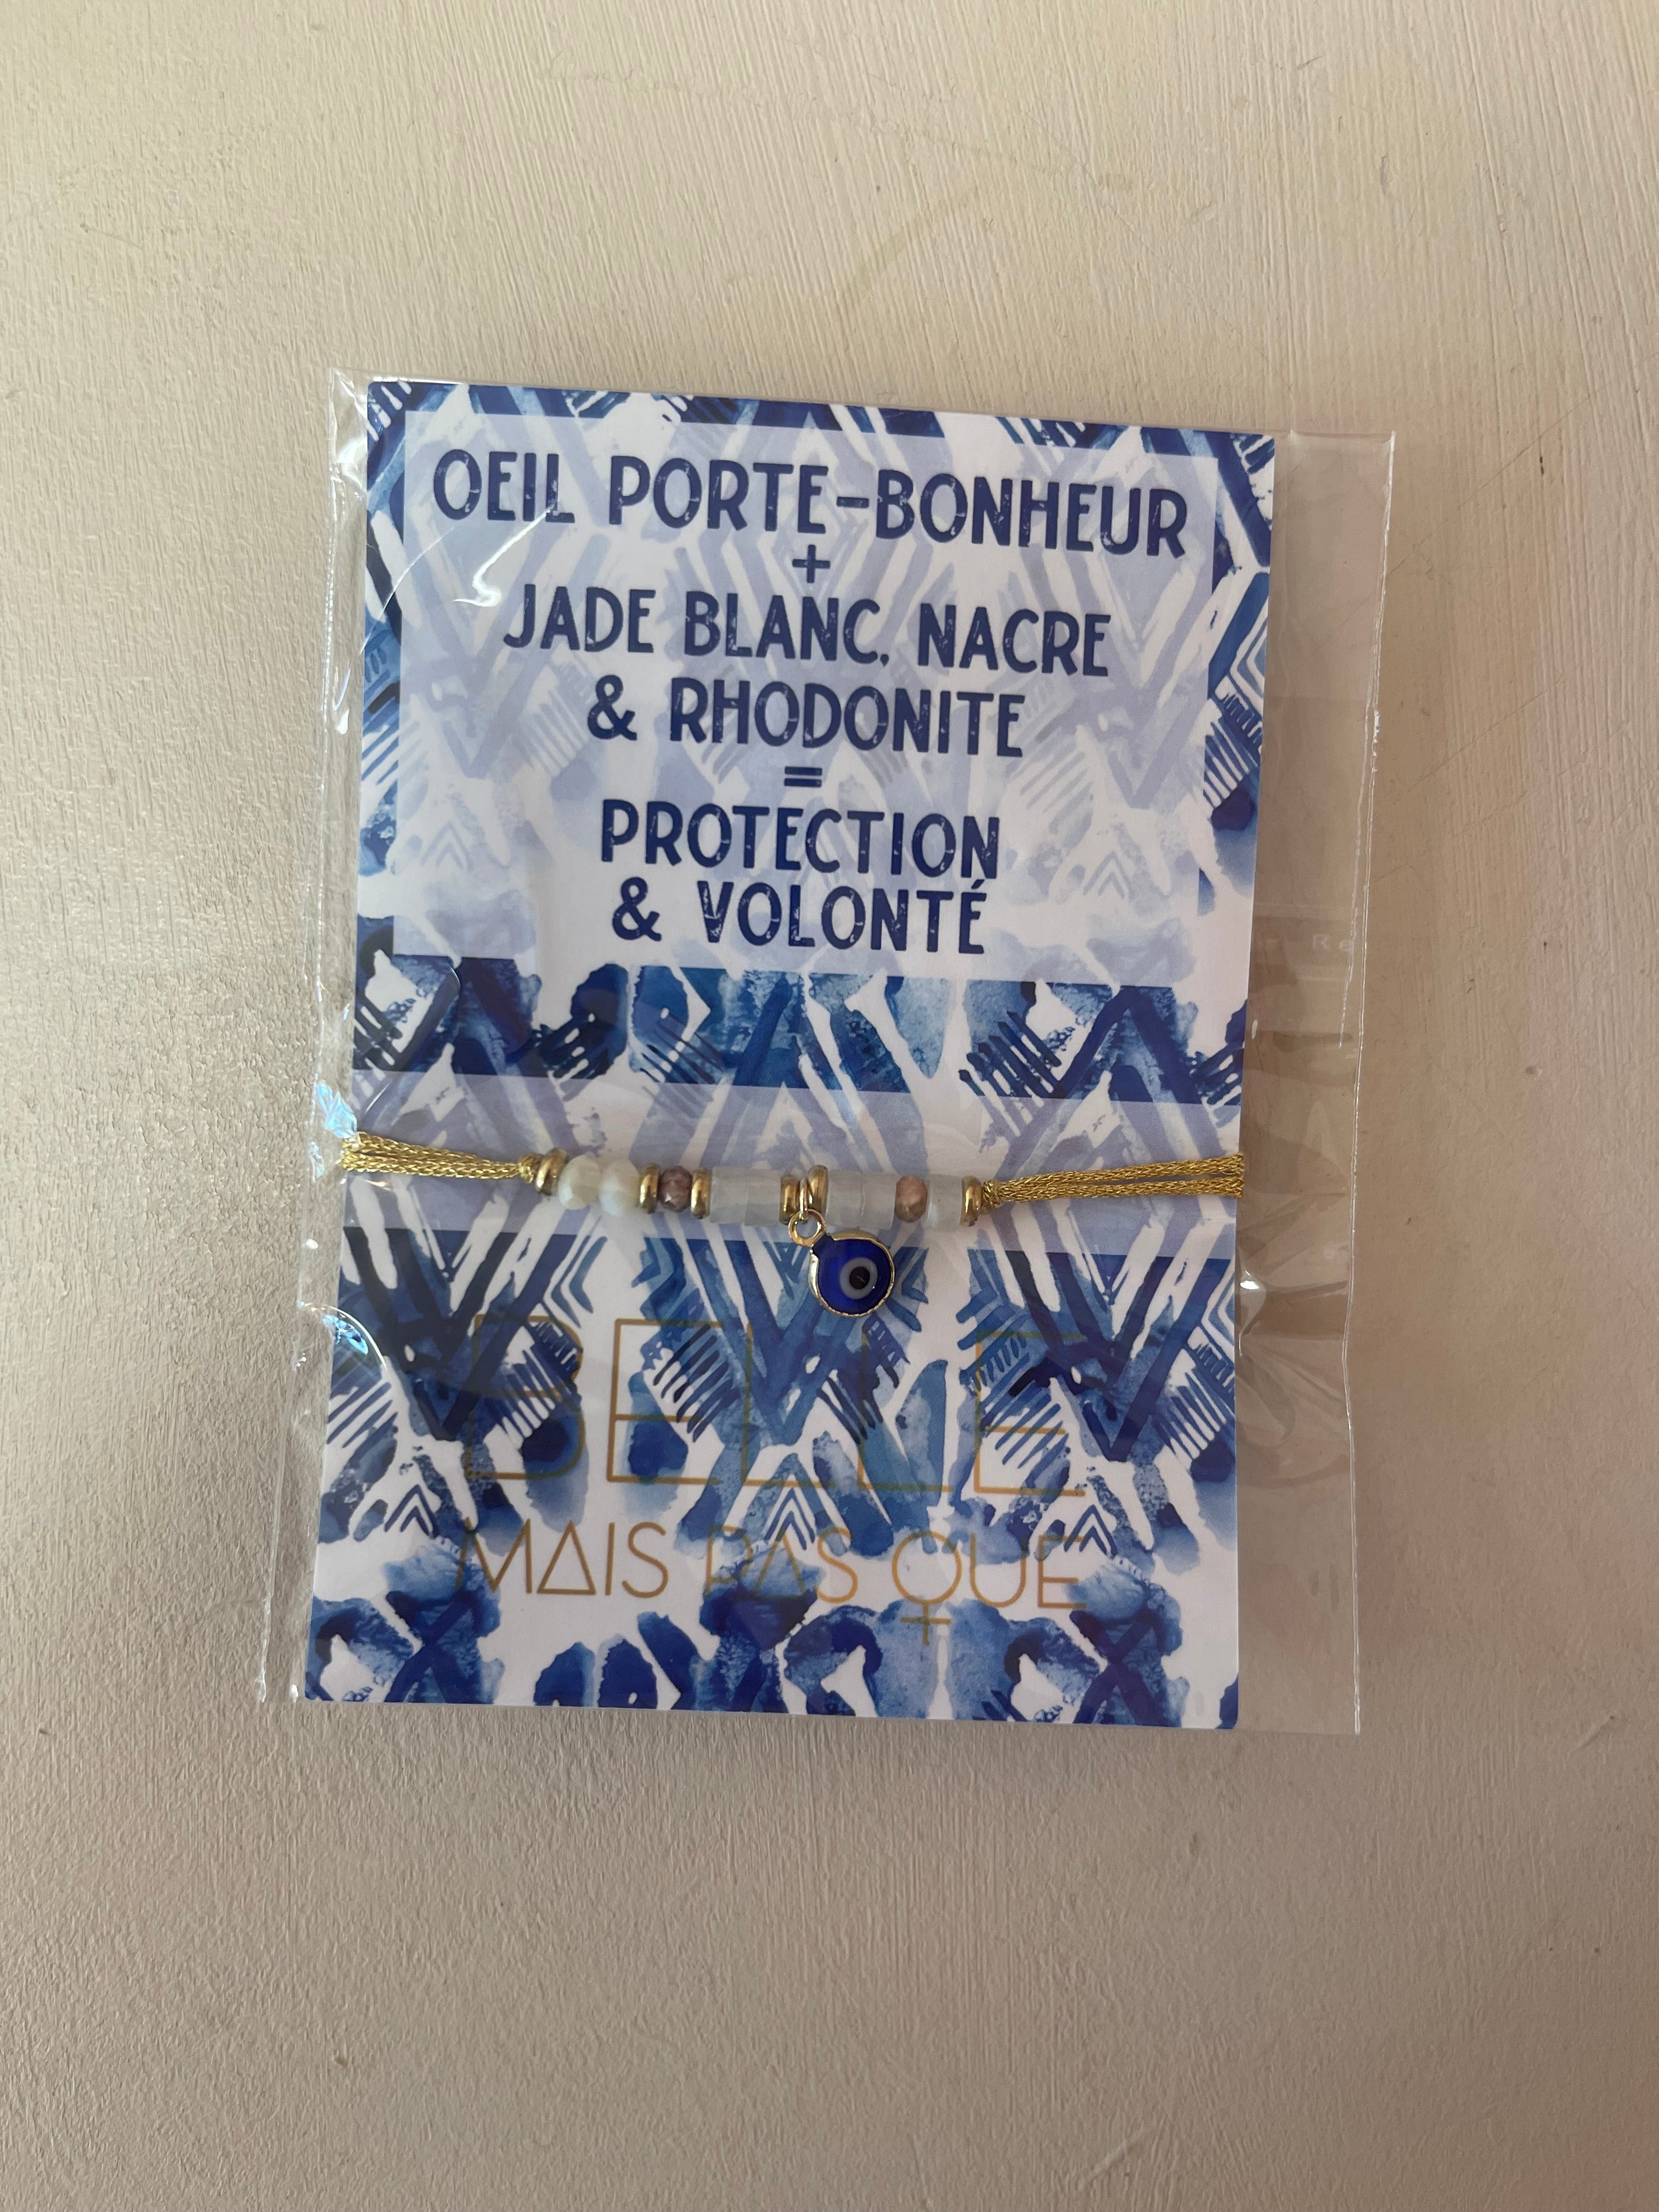 OEIL PORTE-BONHEUR
+
JADE BLANC, NACRE
& RHODONITE
=
PROTECTION
& VOLONTÉ
BELLE
MAIS PAS QUE